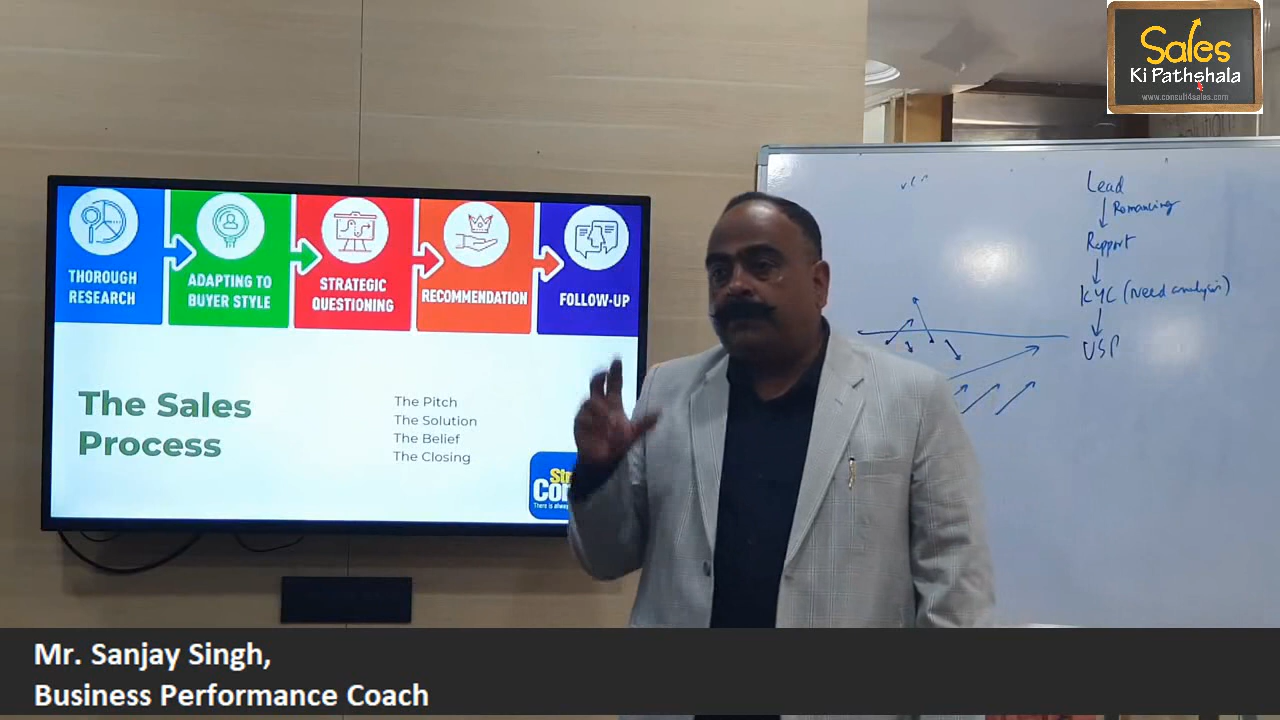 Sales
Ki Pathshala
www.consult4sales.com
THOROUGH
RESEARCH
ADAPTING TO
BUYER STYLE
STRATEGIC
QUESTIONING
RECOMMENDATION
FOLLOW-UP
The Sales
Process
The Pitch
The Solution
The Belief
The Closing
Lead
Romancing
Rapport
KYC (Need analysis)
USP
Mr. Sanjay Singh,
Business Performance Coach